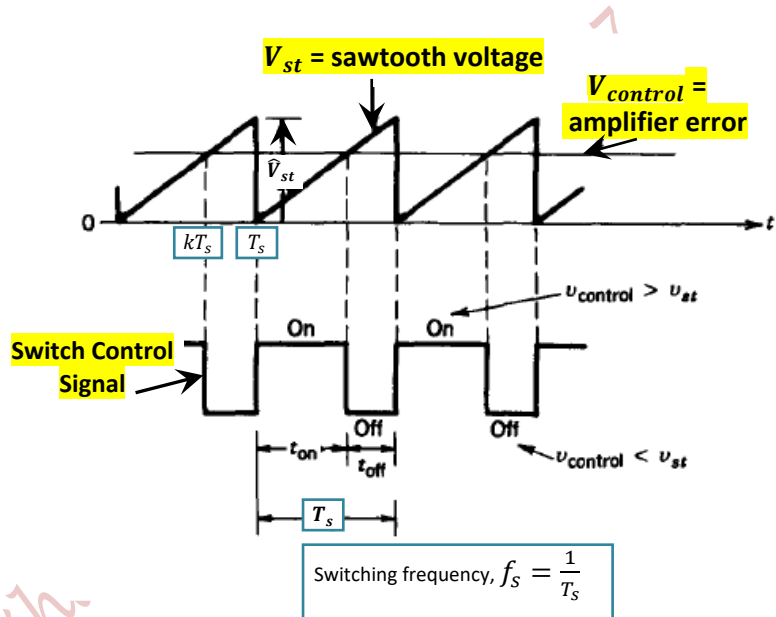 V_st = sawtooth voltage
V_control =
amplifier error
V̂_st
0
t
kT_s
T_s
υ_control > υ_st
On
On
Switch Control
Signal
Off
Off
t_on
t_off
υ_control < υ_st
T_s
Switching frequency, f_s = 1/T_s